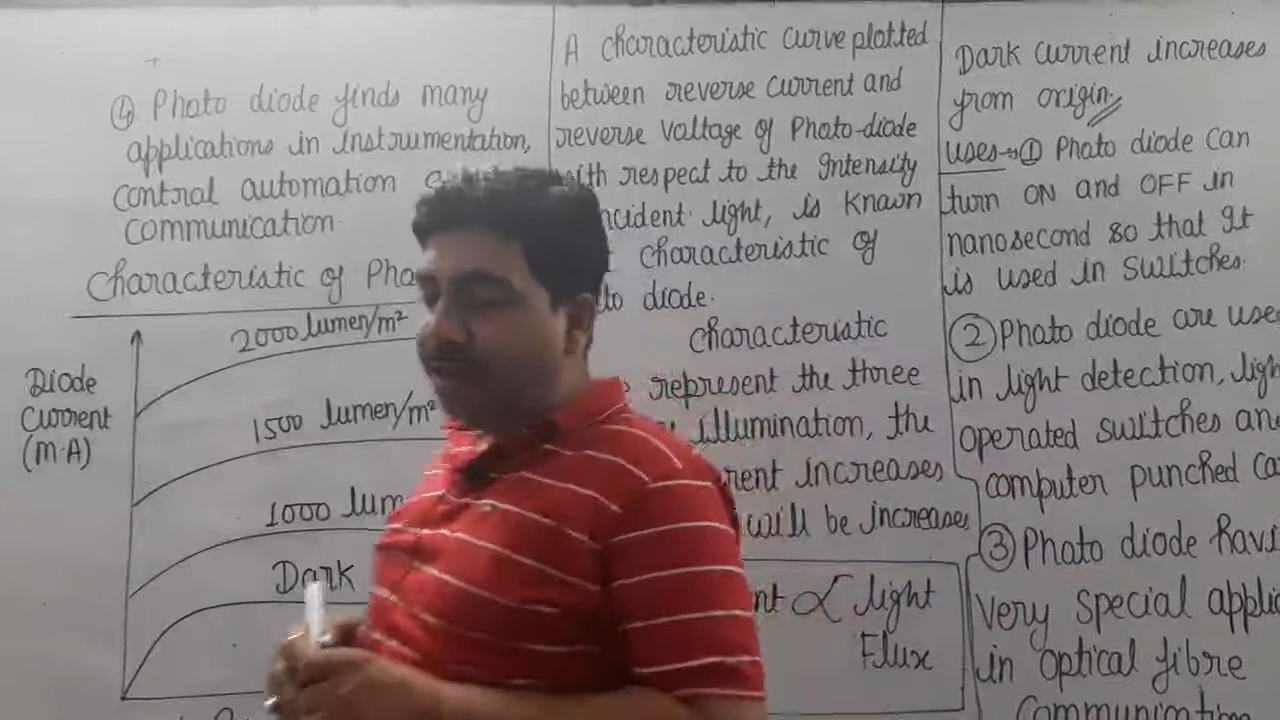 ④ Photo diode finds many
applications in instrumentation,
control automation
communication
Characteristic of Pho
2000 lumen/m²
Diode
Current
(m.A)
1500 lumen/m²
1000 lum
Dark
A characteristic curve plotted
between reverse current and
reverse voltage of Photo-diode
with respect to the Intensity
ncident light, is known
characteristic of
to diode.
characteristic
represent the three
illumination, the
rent increases
will be increases
nt ∝ light
Flux
Dark current increases
from origin,
uses→① Photo diode can
turn ON and OFF in
nanosecond so that It
is used in switches.
② Photo diode are use
in light detection, ligh
operated switches an
computer punched ca
③ Photo diode havi
very special applic
in optical fibre
communication